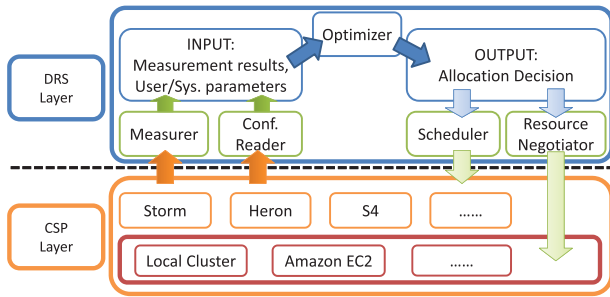 Optimizer
INPUT:
Measurement results,
User/Sys. parameters
OUTPUT:
Allocation Decision
DRS
Layer
Measurer
Conf.
Reader
Scheduler
Resource
Negotiator
CSP
Layer
Storm
Heron
S4
......
Local Cluster
Amazon EC2
......